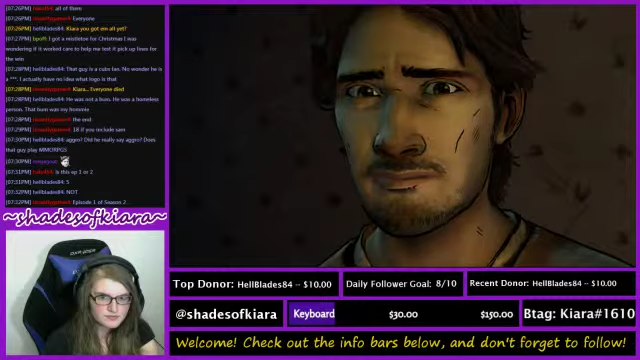 all of them
[07:26PM] Everyone
[07:26PM] hellblades84: Kiara you got em all yet?
[07:27PM] bpoft: I got a mistleton for Christmas I was
wondering if it worked care to help me test it pick up lines for
the win
[07:28PM] hellblades84: That guy is a cubs fan. No wonder he is
a ***. I actually have no idea what logo is that
[07:28PM] Kiara... Everyone died
[07:28PM] hellblades84: He was not a bum. He was a homeless
person. That bum was my homme
[07:28PM] the end.
[07:29PM] 18 if you include sam
[07:30PM] hellblades84: aggro? Did he really say aggro? Does
that guy play MMORPGS
[07:30PM]
[07:31PM] Is this ep 1 or 2
[07:31PM] hellblades84: 5
[07:31PM] hellblades84: NOT
[07:32PM] Episode 1 of Season 2
~shadesofkiara~
Top Donor: HellBlades84 -- $10.00
Daily Follower Goal: 8/10
Recent Donor: HellBlades84 -- $10.00
@shadesofkiara
Keyboard $30.00 $150.00
Btag: Kiara#1610
Welcome! Check out the info bars below, and don't forget to follow!